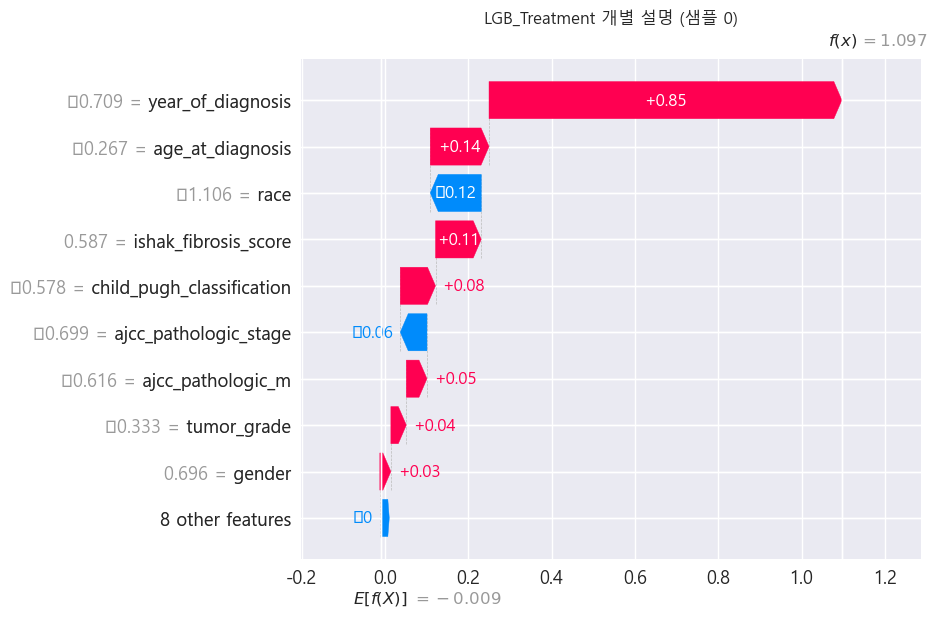 LGB_Treatment 개별 설명 (샘플 0)
f(x) = 1.097
▯0.709 = year_of_diagnosis
+0.85
▯0.267 = age_at_diagnosis
+0.14
▯1.106 = race
▯0.12
0.587 = ishak_fibrosis_score
+0.11
▯0.578 = child_pugh_classification
+0.08
▯0.699 = ajcc_pathologic_stage
▯0.06
▯0.616 = ajcc_pathologic_m
+0.05
▯0.333 = tumor_grade
+0.04
0.696 = gender
+0.03
8 other features
▯0
-0.2 0.0 0.2 0.4 0.6 0.8 1.0 1.2
E[f(X)] = −0.009